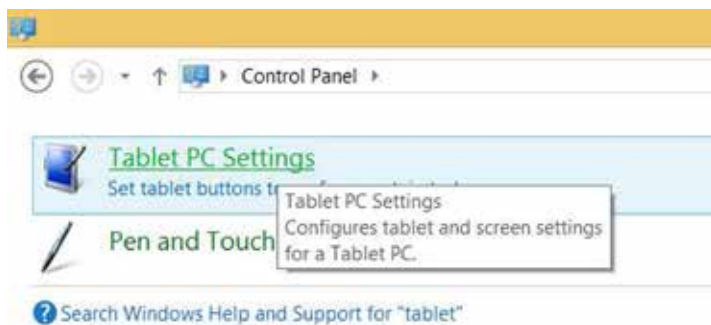 Control Panel
Tablet PC Settings
Set tablet buttons
Tablet PC Settings
Configures tablet and screen settings
for a Tablet PC.
Pen and Touch
Search Windows Help and Support for "tablet"